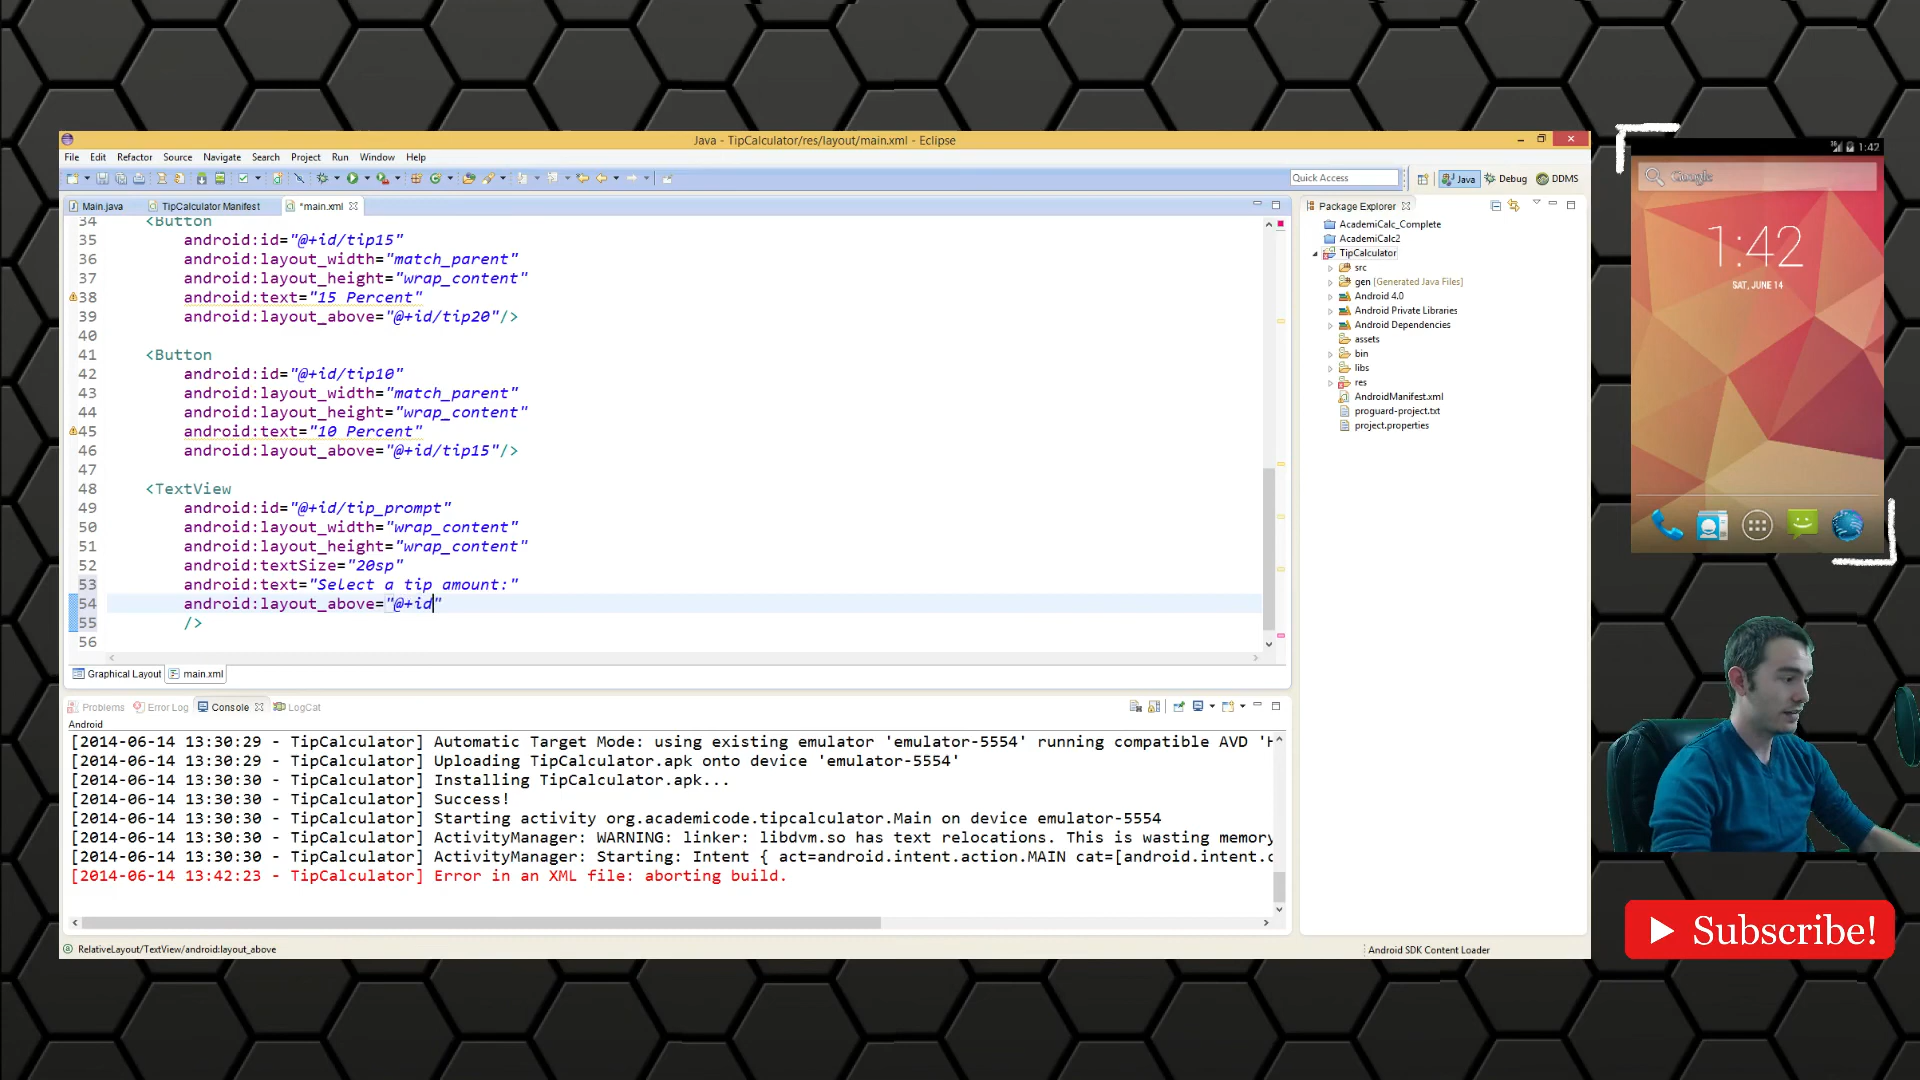 Java - TipCalculator/res/layout/main.xml - Eclipse
File Edit Refactor Source Navigate Search Project Run Window Help
Quick Access
Java
Debug
DDMS
Main.java
TipCalculator Manifest
*main.xml
34 <Button
35 android:id="@+id/tip15"
36 android:layout_width="match_parent"
37 android:layout_height="wrap_content"
38 android:text="15 Percent"
39 android:layout_above="@+id/tip20"/>
40
41 <Button
42 android:id="@+id/tip10"
43 android:layout_width="match_parent"
44 android:layout_height="wrap_content"
45 android:text="10 Percent"
46 android:layout_above="@+id/tip15"/>
47
48 <TextView
49 android:id="@+id/tip_prompt"
50 android:layout_width="wrap_content"
51 android:layout_height="wrap_content"
52 android:textSize="20sp"
53 android:text="Select a tip amount:"
54 android:layout_above="@+id"
55 />
56
Graphical Layout
main.xml
Problems
Error Log
Console
LogCat
Android
[2014-06-14 13:30:29 - TipCalculator] Automatic Target Mode: using existing emulator 'emulator-5554' running compatible AVD '
[2014-06-14 13:30:29 - TipCalculator] Uploading TipCalculator.apk onto device 'emulator-5554'
[2014-06-14 13:30:30 - TipCalculator] Installing TipCalculator.apk...
[2014-06-14 13:30:30 - TipCalculator] Success!
[2014-06-14 13:30:30 - TipCalculator] Starting activity org.academicode.tipcalculator.Main on device emulator-5554
[2014-06-14 13:30:30 - TipCalculator] ActivityManager: WARNING: linker: libdvm.so has text relocations. This is wasting memory
[2014-06-14 13:30:30 - TipCalculator] ActivityManager: Starting: Intent { act=android.intent.action.MAIN cat=[android.intent.c
[2014-06-14 13:42:23 - TipCalculator] Error in an XML file: aborting build.
RelativeLayout/TextView/android:layout_above
Android SDK Content Loader
Package Explorer
AcademiCalc_Complete
AcademiCalc2
TipCalculator
src
gen [Generated Java Files]
Android 4.0
Android Private Libraries
Android Dependencies
assets
bin
libs
res
AndroidManifest.xml
proguard-project.txt
project.properties
1:42
Google
1:42
SAT, JUNE 14
Subscribe!